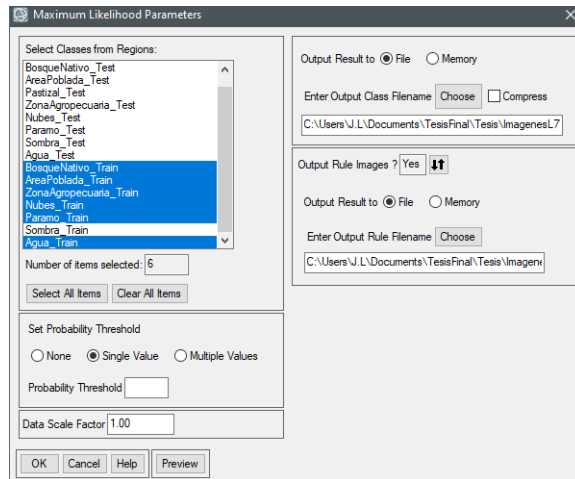 Maximum Likelihood Parameters
Select Classes from Regions:
BosqueNativo_Test
AreaPoblada_Test
Pastizal_Test
ZonaAgropecuaria_Test
Nubes_Test
Paramo_Test
Sombra_Test
Agua_Test
BosqueNativo_Train
AreaPoblada_Train
ZonaAgropecuaria_Train
Nubes_Train
Paramo_Train
Sombra_Train
Agua_Train
Number of items selected: 6
Select All Items Clear All Items
Set Probability Threshold
None Single Value Multiple Values
Probability Threshold
Data Scale Factor 1.00
OK Cancel Help Preview
Output Result to File Memory
Enter Output Class Filename Choose Compress
C:\Users\J.L\Documents\TesisFinal\Tesis\ImagenesL7
Output Rule Images ? Yes
Output Result to File Memory
Enter Output Rule Filename Choose
C:\Users\J.L\Documents\TesisFinal\Tesis\Imagen